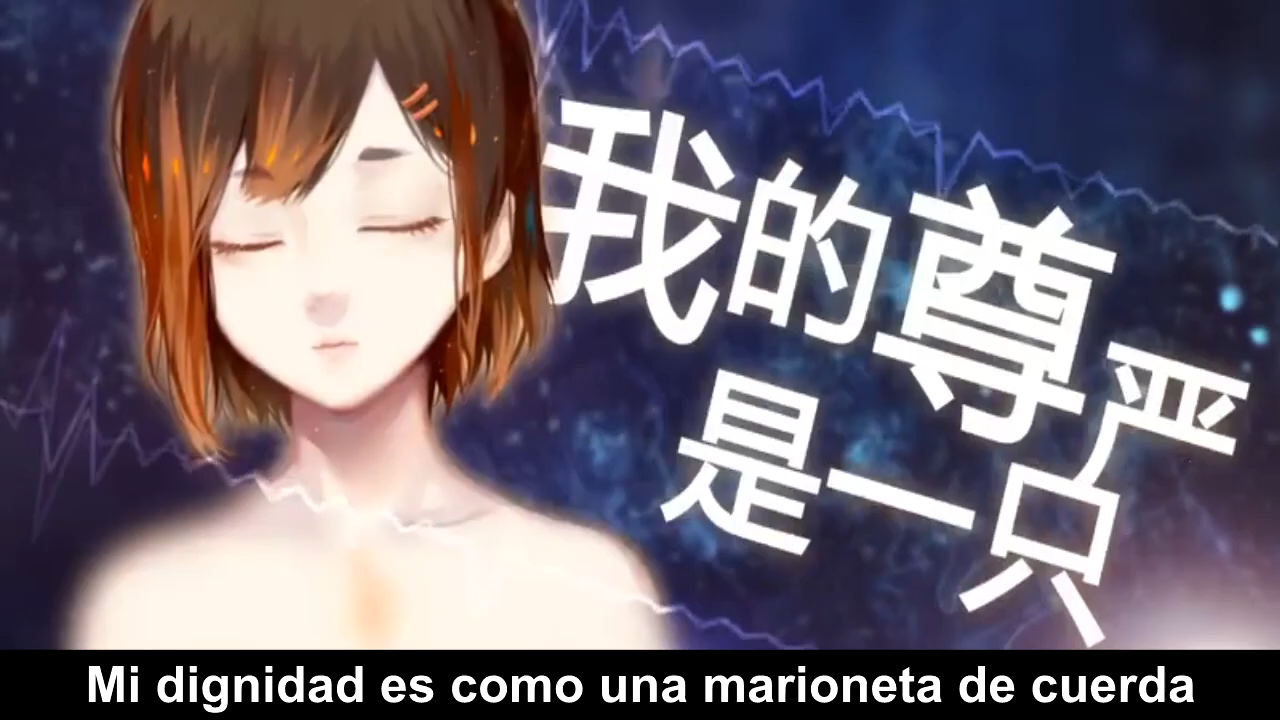 我的尊严
是一只
Mi dignidad es como una marioneta de cuerda